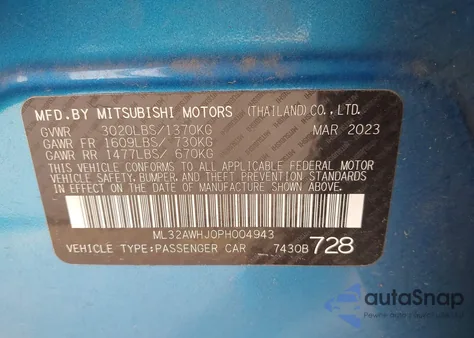 MFD.BY MITSUBISHI MOTORS (THAILAND)CO.,LTD.
GVWR 3020LBS/1370KG MAR 2023
GAWR FR 1609LBS/ 730KG
GAWR RR 1477LBS/ 670KG
THIS VEHICLE CONFORMS TO ALL APPLICABLE FEDERAL MOTOR
VEHICLE SAFETY,BUMPER,AND THEFT PREVENTION STANDARDS
IN EFFECT ON THE DATE OF MANUFACTURE SHOWN ABOVE.
ML32AWHJ0PH004943
VEHICLE TYPE:PASSENGER CAR 7430B 728
autoSnap